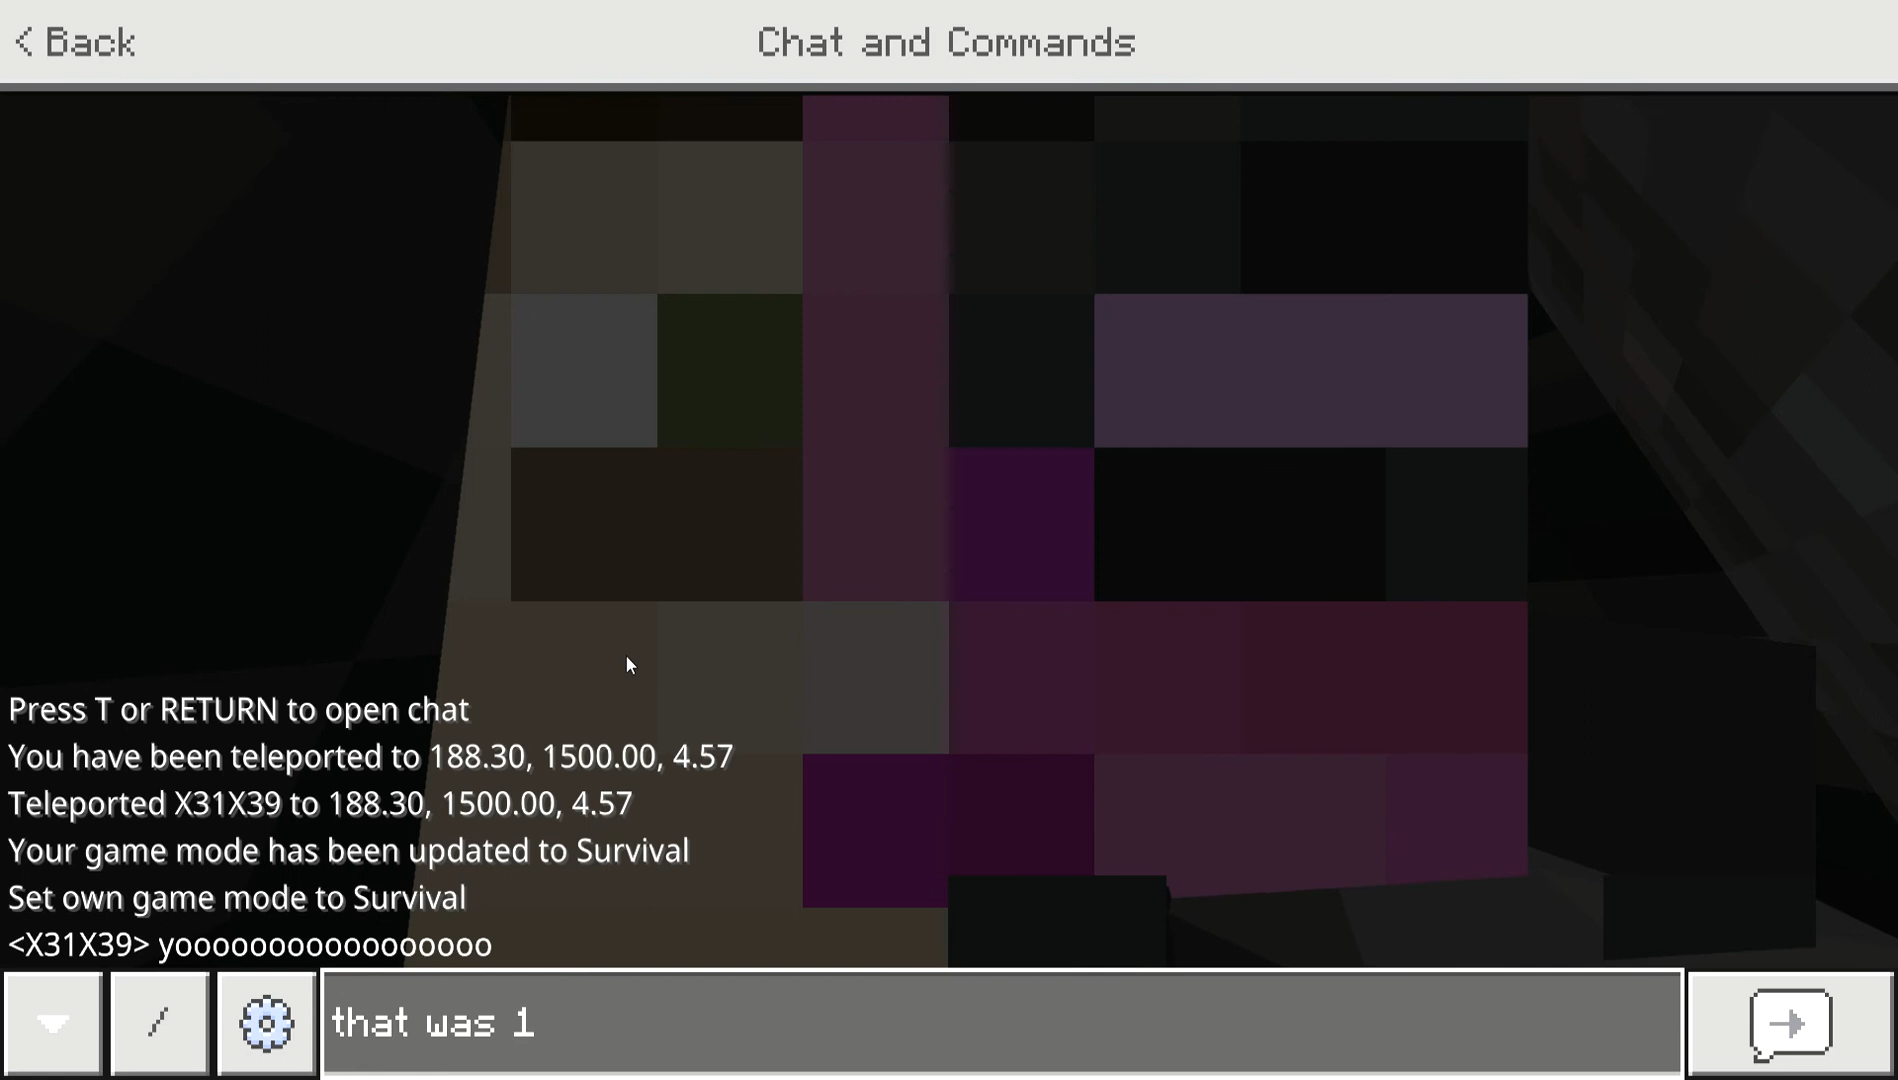 < Back
Chat and Commands
Press T or RETURN to open chat
You have been teleported to 188.30, 1500.00, 4.57
Teleported X31X39 to 188.30, 1500.00, 4.57
Your game mode has been updated to Survival
Set own game mode to Survival
<X31X39> yooooooooooooooooo
/
that was 1